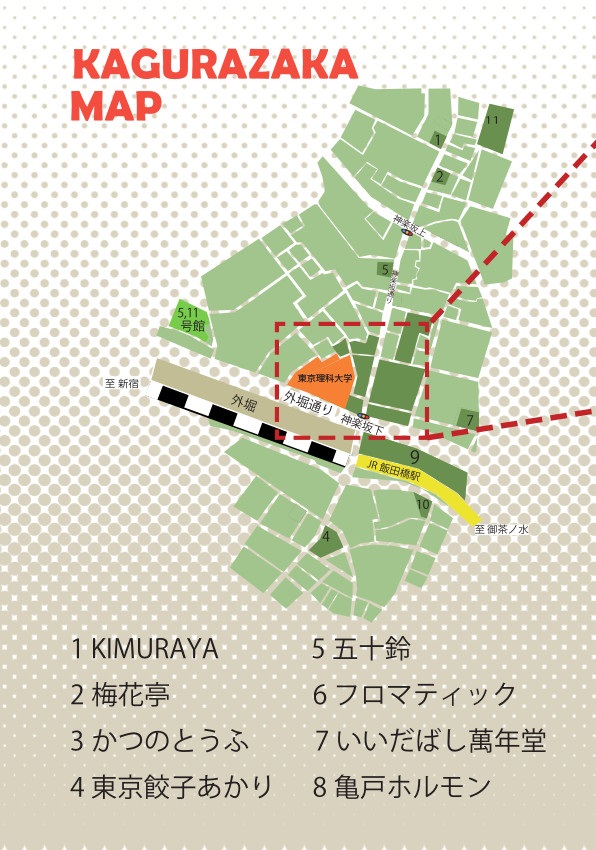 KAGURAZAKA
MAP
11
1
2
神楽坂上
5
神楽坂通り
5,11
号館
東京理科大学
至 新宿
外堀
外堀通り
神楽坂下
7
9
JR 飯田橋駅
10
至 御茶ノ水
4
1 KIMURAYA
5 五十鈴
2 梅花亭
6 フロマティック
3 かつのとうふ
7 いいだばし萬年堂
4 東京餃子あかり
8 亀戸ホルモン